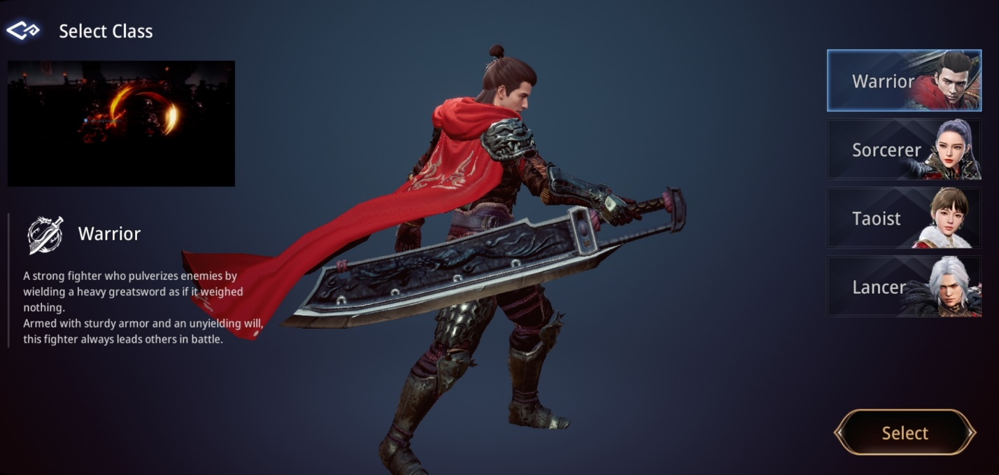 Select Class
Warrior
A strong fighter who pulverizes enemies by
wielding a heavy greatsword as if it weighed
nothing.
Armed with sturdy armor and an unyielding will,
this fighter always leads others in battle.
Warrior
Sorcerer
Taoist
Lancer
Select